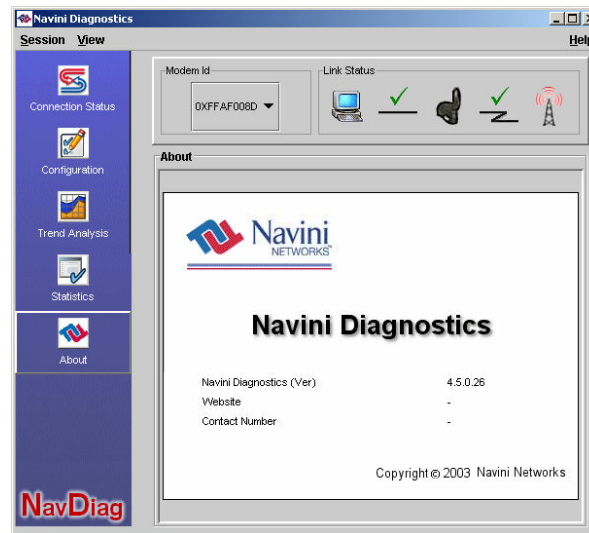 Navini Diagnostics
Session View Help
Connection Status
Configuration
Trend Analysis
Statistics
About
NavDiag
Modem Id
0XFFAF008D
Link Status
About
Navini
NETWORKS
Navini Diagnostics
Navini Diagnostics (Ver) 4.5.0.26
Website -
Contact Number -
Copyright © 2003 Navini Networks